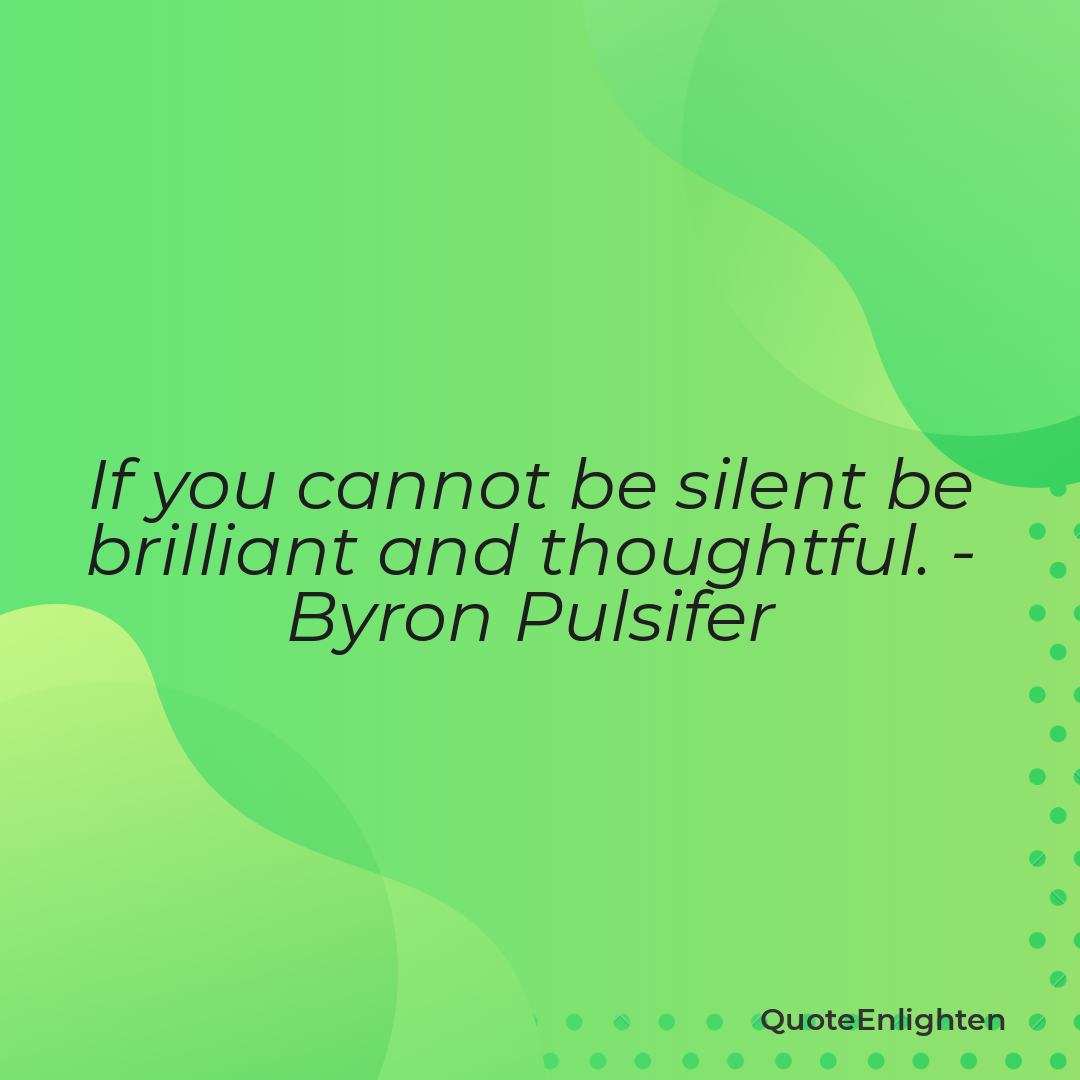 If you cannot be silent be
brilliant and thoughtful. -
Byron Pulsifer
QuoteEnlighten